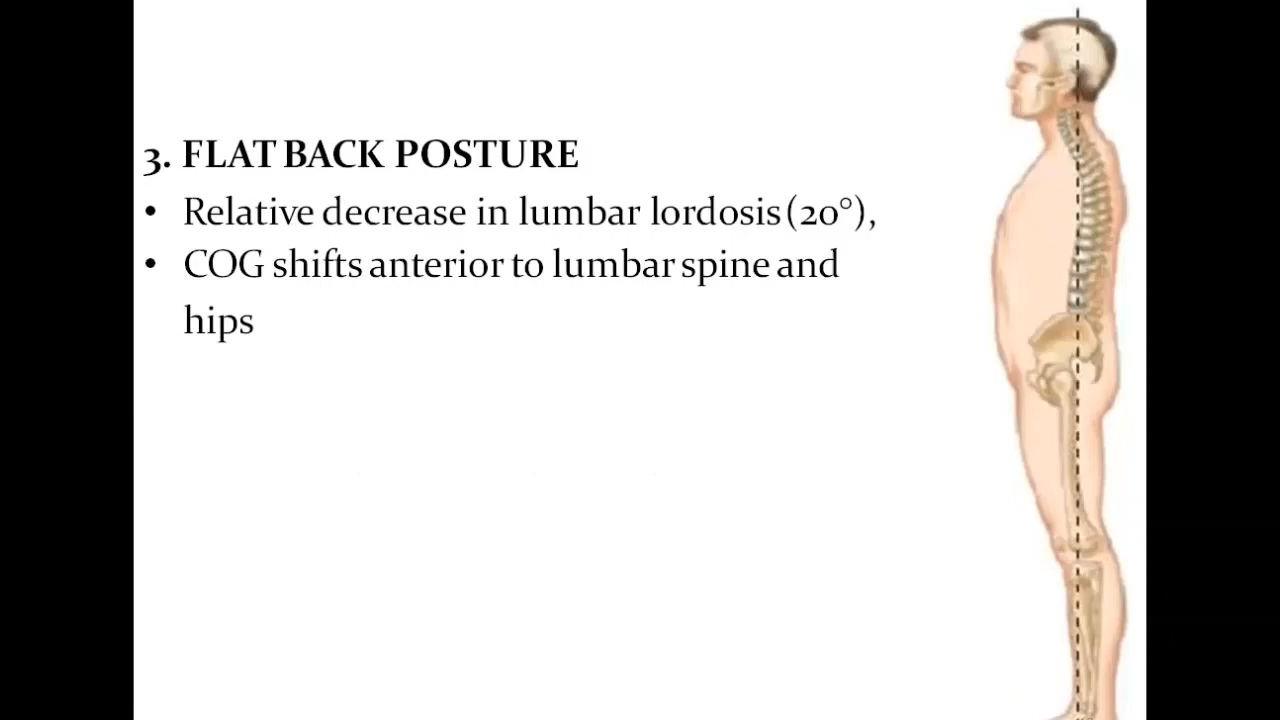 3. FLAT BACK POSTURE
• Relative decrease in lumbar lordosis (20°),
• COG shifts anterior to lumbar spine and
hips